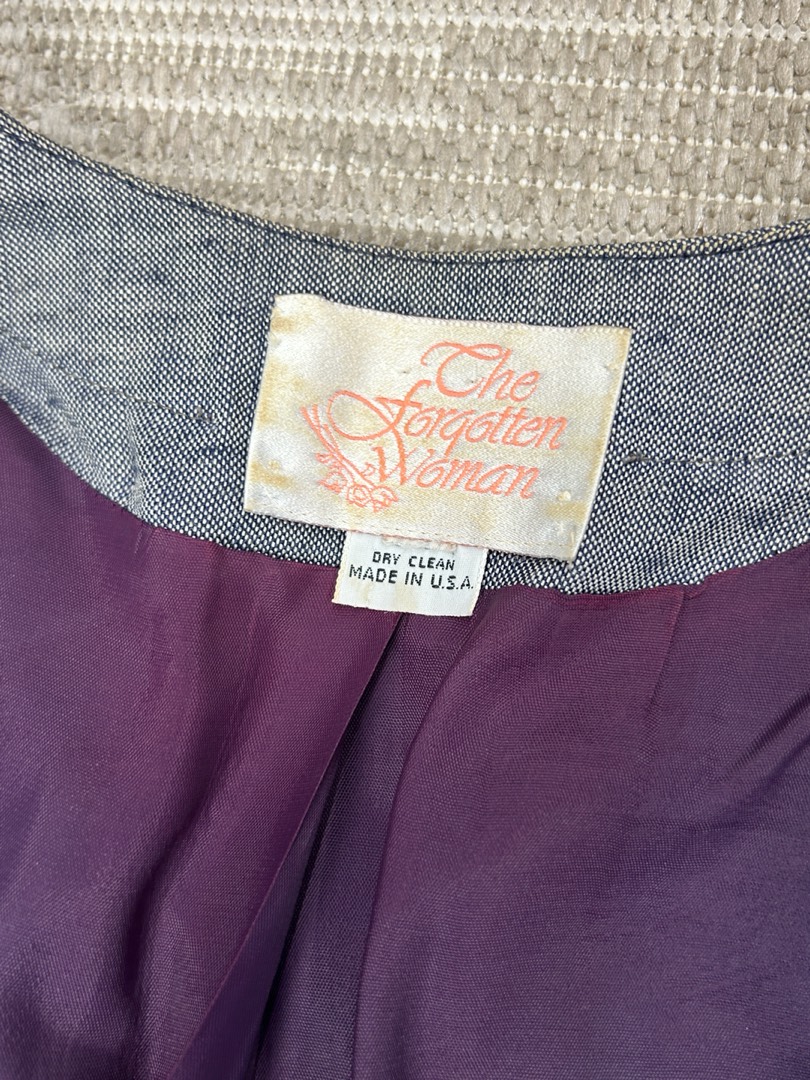 The
Forgotten
Woman
DRY CLEAN
MADE IN U.S.A.